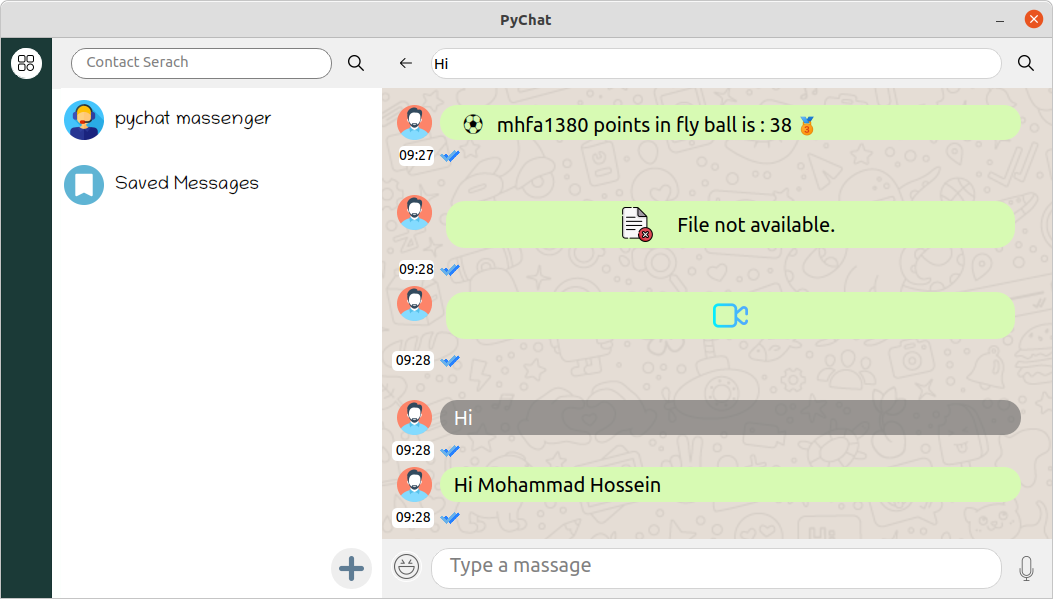 PyChat
Contact Serach
Hi
pychat massenger
Saved Messages
mhfa1380 points in fly ball is : 38
09:27
File not available.
09:28
09:28
Hi
09:28
Hi Mohammad Hossein
09:28
Type a massage